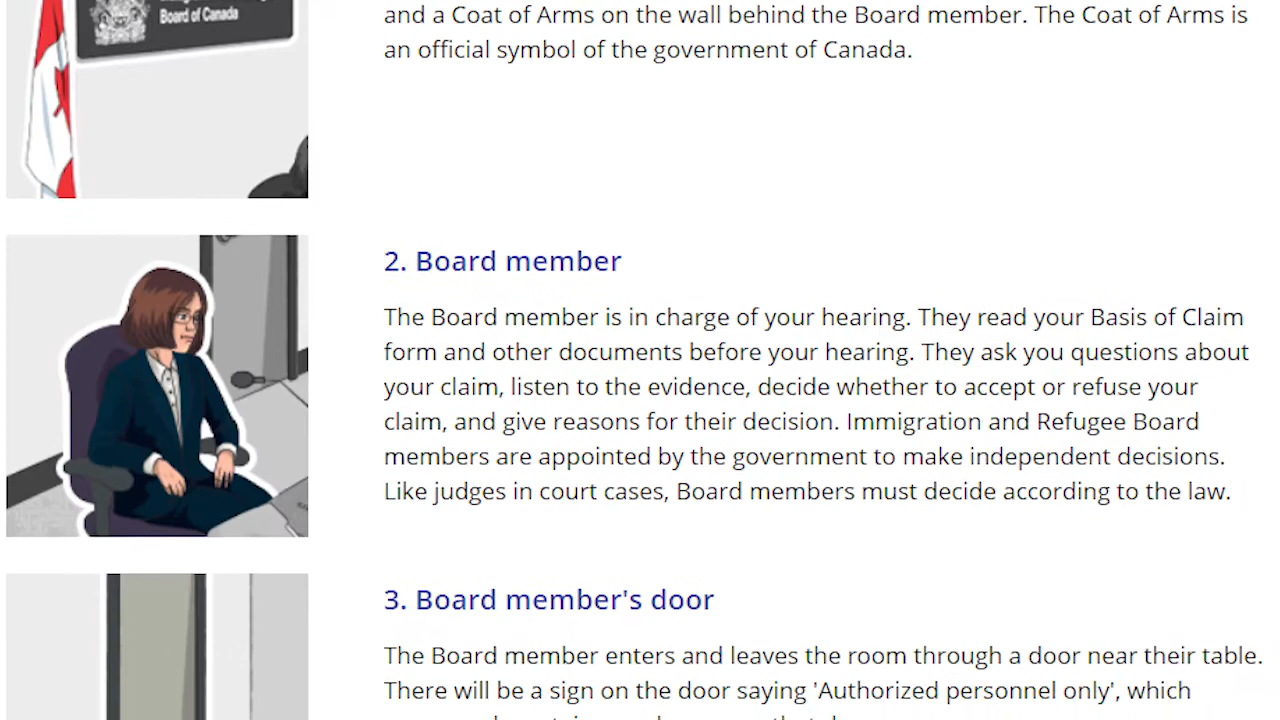 Board of Canada
and a Coat of Arms on the wall behind the Board member. The Coat of Arms is
an official symbol of the government of Canada.
2. Board member
The Board member is in charge of your hearing. They read your Basis of Claim
form and other documents before your hearing. They ask you questions about
your claim, listen to the evidence, decide whether to accept or refuse your
claim, and give reasons for their decision. Immigration and Refugee Board
members are appointed by the government to make independent decisions.
Like judges in court cases, Board members must decide according to the law.
3. Board member's door
The Board member enters and leaves the room through a door near their table.
There will be a sign on the door saying 'Authorized personnel only', which